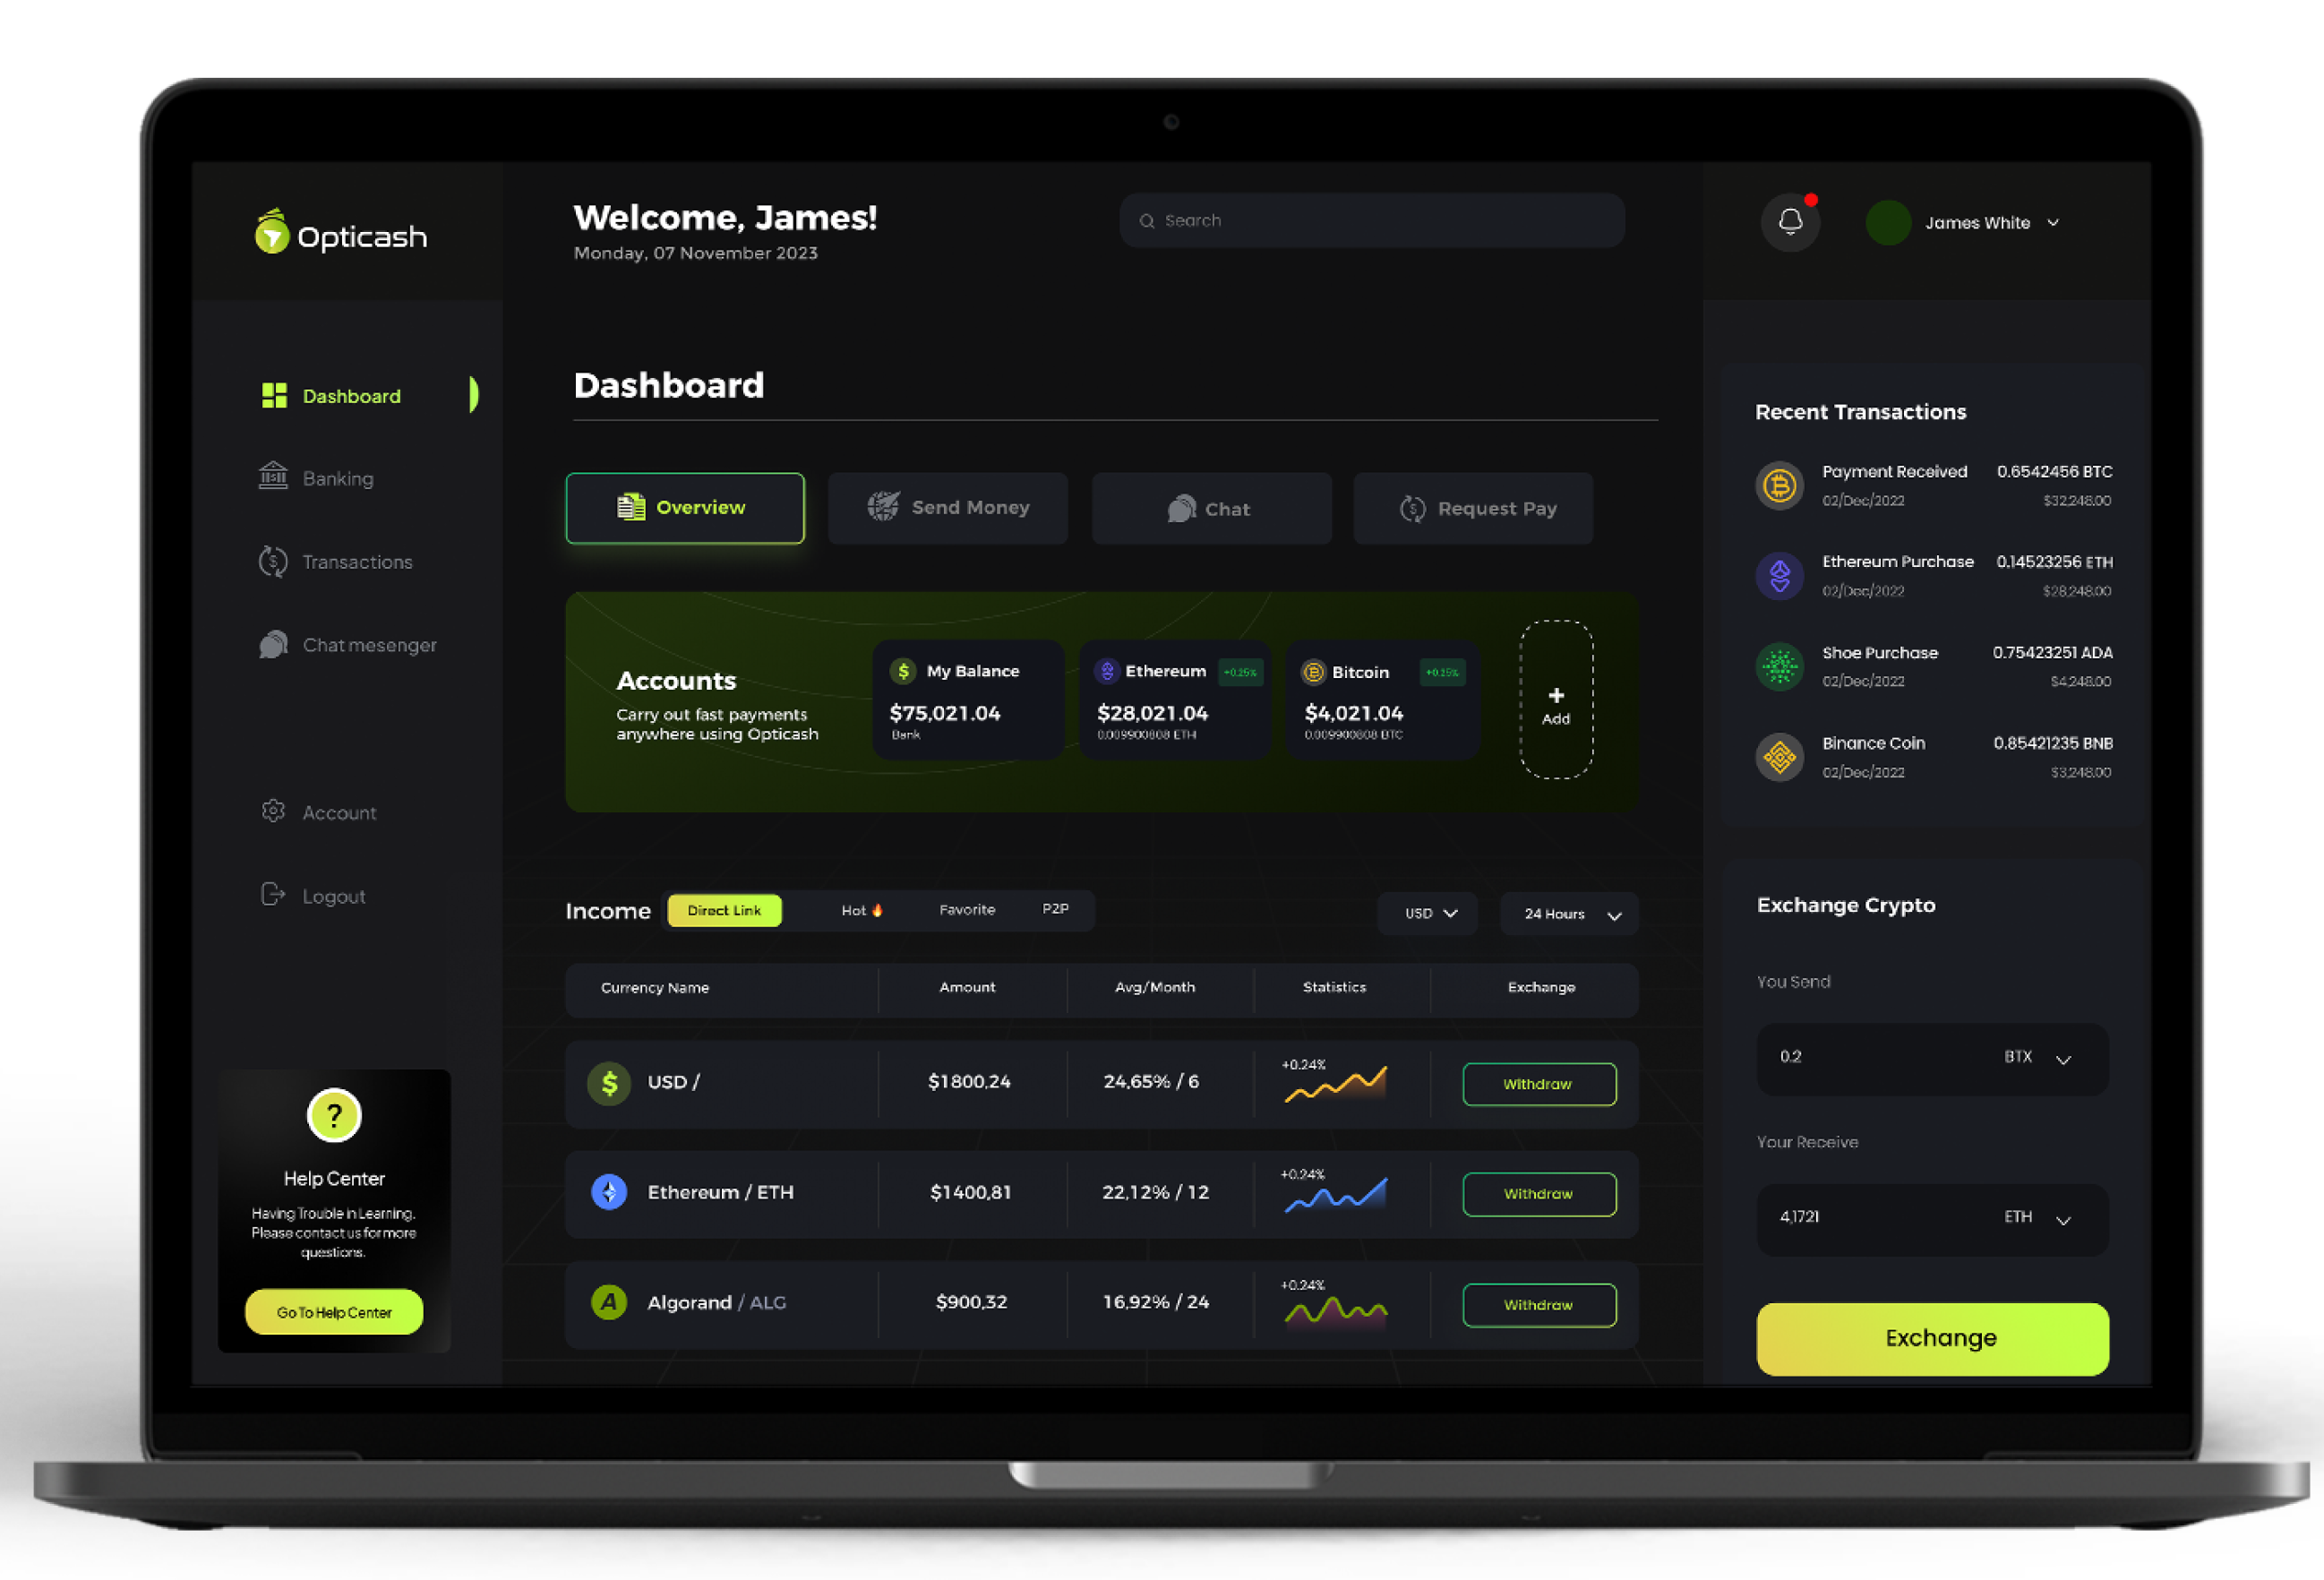 Opticash
Welcome, James!
Monday, 07 November 2023
Search
James White
Dashboard
Banking
Transactions
Chat mesenger
Account
Logout
?
Help Center
Having Trouble in Learning.
Please contact us for more
questions.
Go To Help Center
Dashboard
Overview
Send Money
Chat
Request Pay
Accounts
Carry out fast payments
anywhere using Opticash
My Balance
$75,021.04
Bank
Ethereum +0.25%
$28,021.04
0.009900808 ETH
Bitcoin +0.25%
$4,021.04
0.009900808 BTC
+
Add
Income
Direct Link
Hot
Favorite
P2P
USD
24 Hours
Currency Name Amount Avg/Month Statistics Exchange
USD / $1800,24 24,65% / 6 +0.24% Withdraw
Ethereum / ETH $1400,81 22,12% / 12 +0.24% Withdraw
Algorand / ALG $900,32 16,92% / 24 +0.24% Withdraw
Recent Transactions
Payment Received 0.6542456 BTC
02/Dec/2022 $32,248.00
Ethereum Purchase 0.14523256 ETH
02/Dec/2022 $28,248.00
Shoe Purchase 0.75423251 ADA
02/Dec/2022 $4,248.00
Binance Coin 0.85421235 BNB
02/Dec/2022 $3,248.00
Exchange Crypto
You Send
0.2 BTX
Your Receive
4,1721 ETH
Exchange